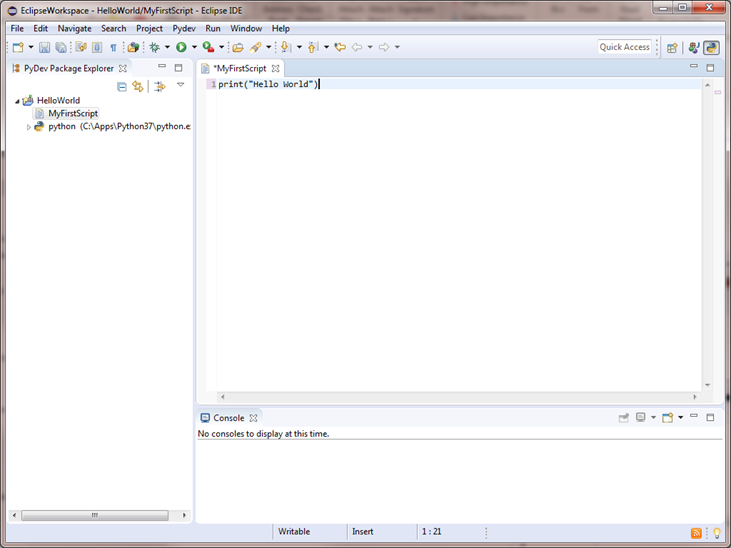 EclipseWorkspace - HelloWorld/MyFirstScript - Eclipse IDE
File Edit Navigate Search Project Pydev Run Window Help
Quick Access
PyDev Package Explorer
HelloWorld
MyFirstScript
python (C:\Apps\Python37\python.e
*MyFirstScript
1 print("Hello World")
Console
No consoles to display at this time.
Writable Insert 1 : 21